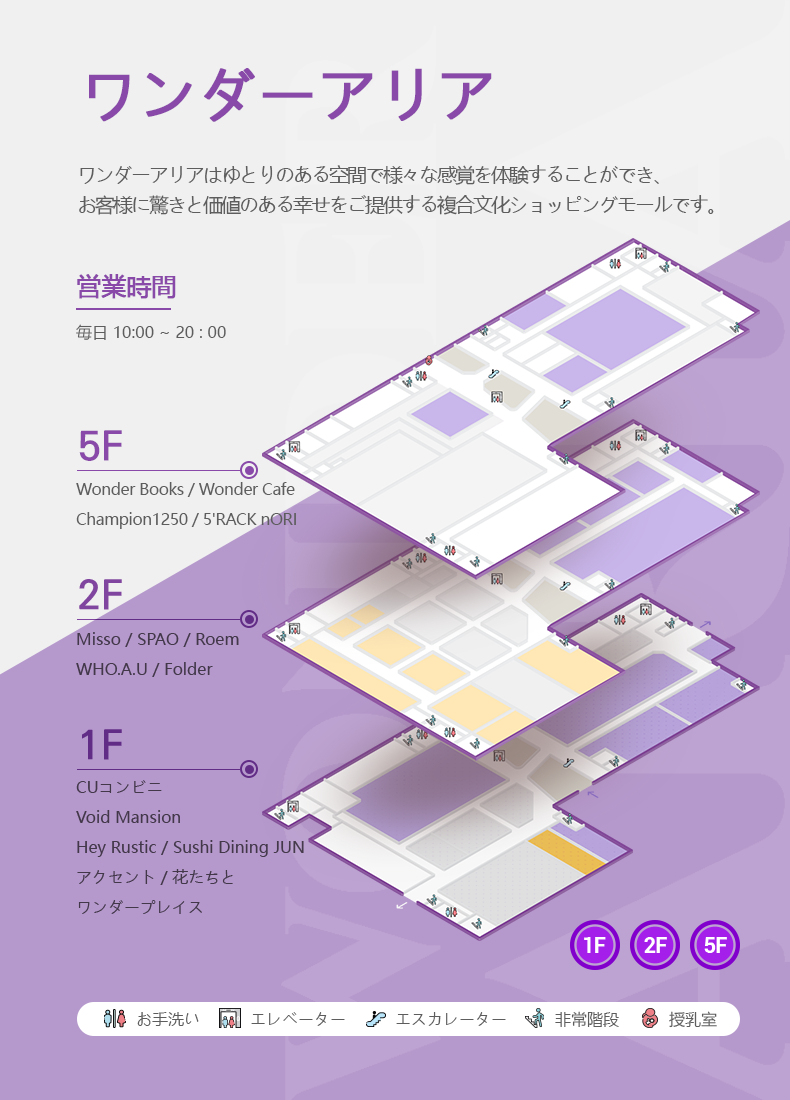 ワンダーアリア
ワンダーアリアはゆとりのある空間で様々な感覚を体験することができ、
お客様に驚きと価値のある幸せをご提供する複合文化ショッピングモールです。
営業時間
毎日 10:00 ~ 20 : 00
5F
Wonder Books / Wonder Cafe
Champion1250 / 5'RACK nORI
2F
Misso / SPAO / Roem
WHO.A.U / Folder
1F
CUコンビニ
Void Mansion
Hey Rustic / Sushi Dining JUN
アクセント / 花たちと
ワンダープレイス
1F 2F 5F
お手洗い エレベーター エスカレーター 非常階段 授乳室